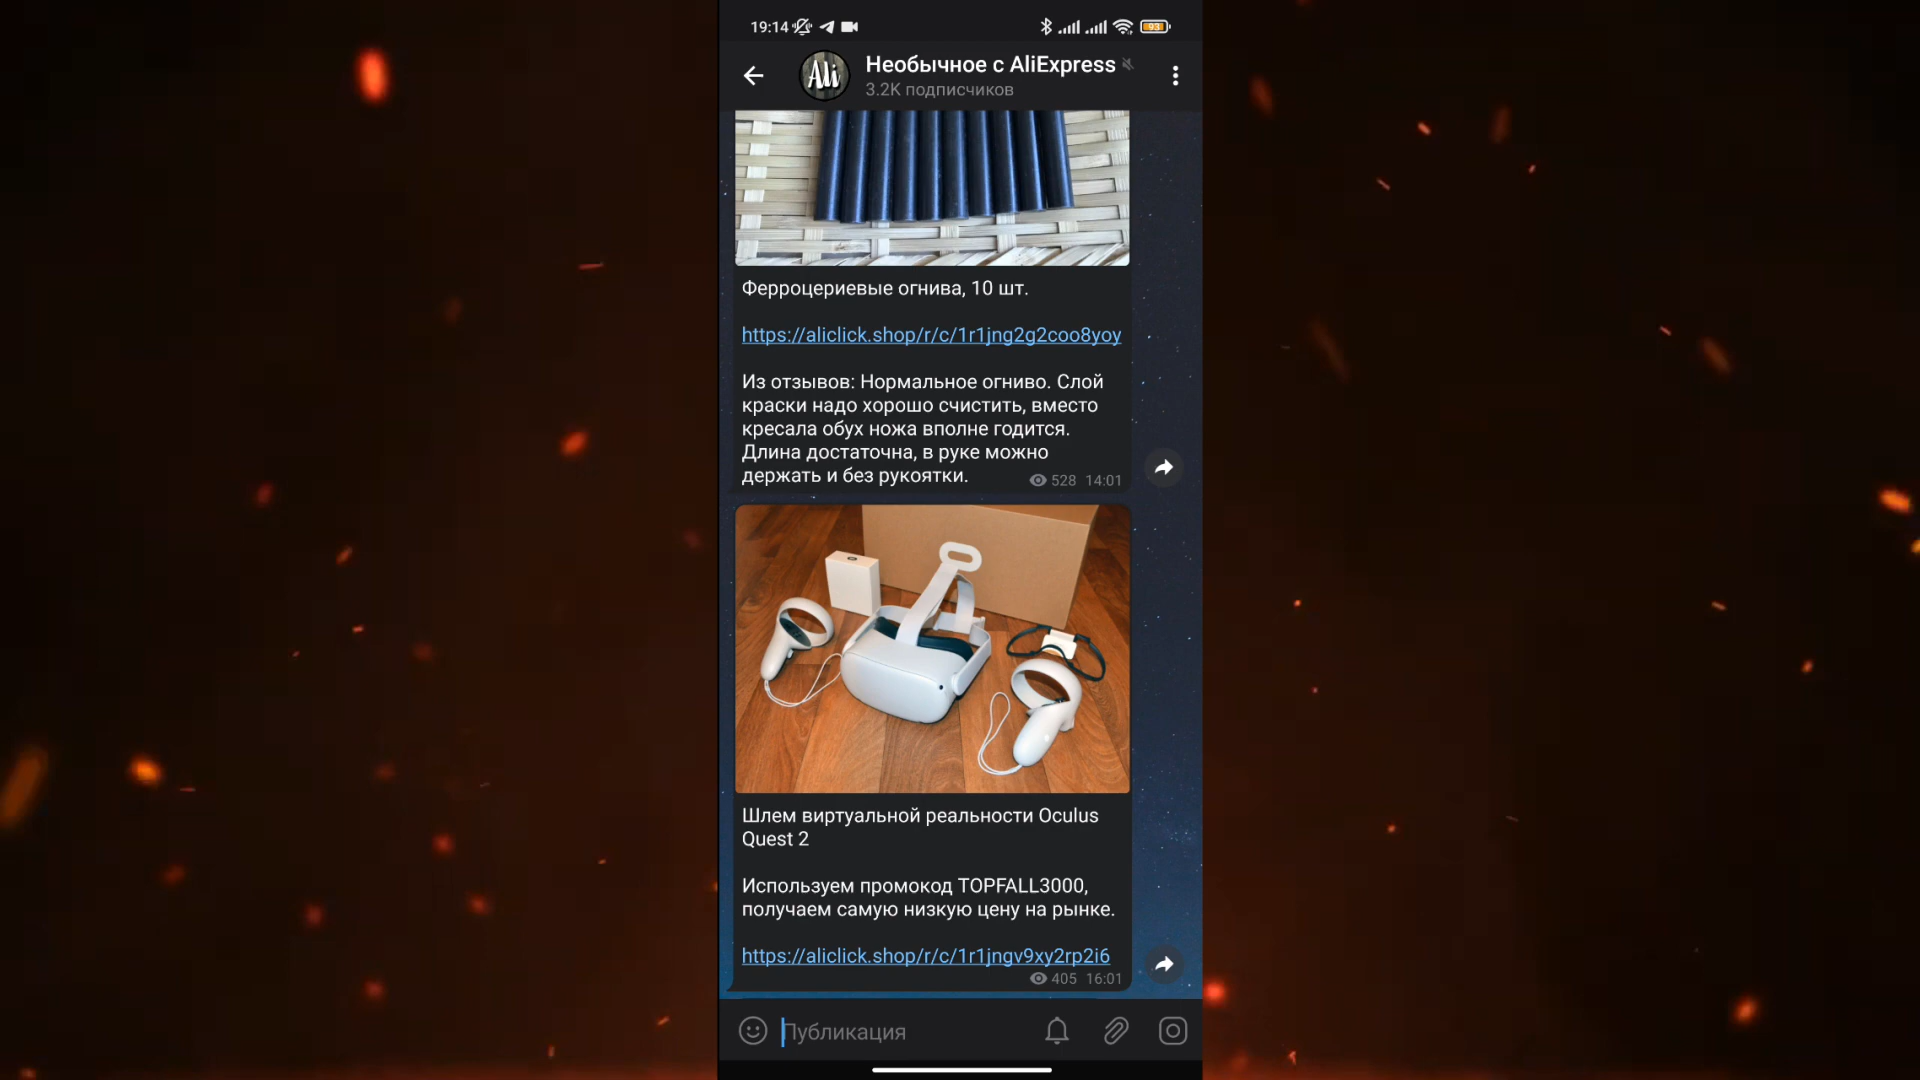 19:14
93
Ali
Необычное с AliExpress
3.2K подписчиков
Ферроцериевые огнива, 10 шт.
https://aliclick.shop/r/c/1r1jng2g2coo8yoy
Из отзывов: Нормальное огниво. Слой
краски надо хорошо счистить, вместо
кресала обух ножа вполне годится.
Длина достаточна, в руке можно
держать и без рукоятки.
528 14:01
Шлем виртуальной реальности Oculus
Quest 2
Используем промокод TOPFALL3000,
получаем самую низкую цену на рынке.
https://aliclick.shop/r/c/1r1jngv9xy2rp2i6
405 16:01
Публикация